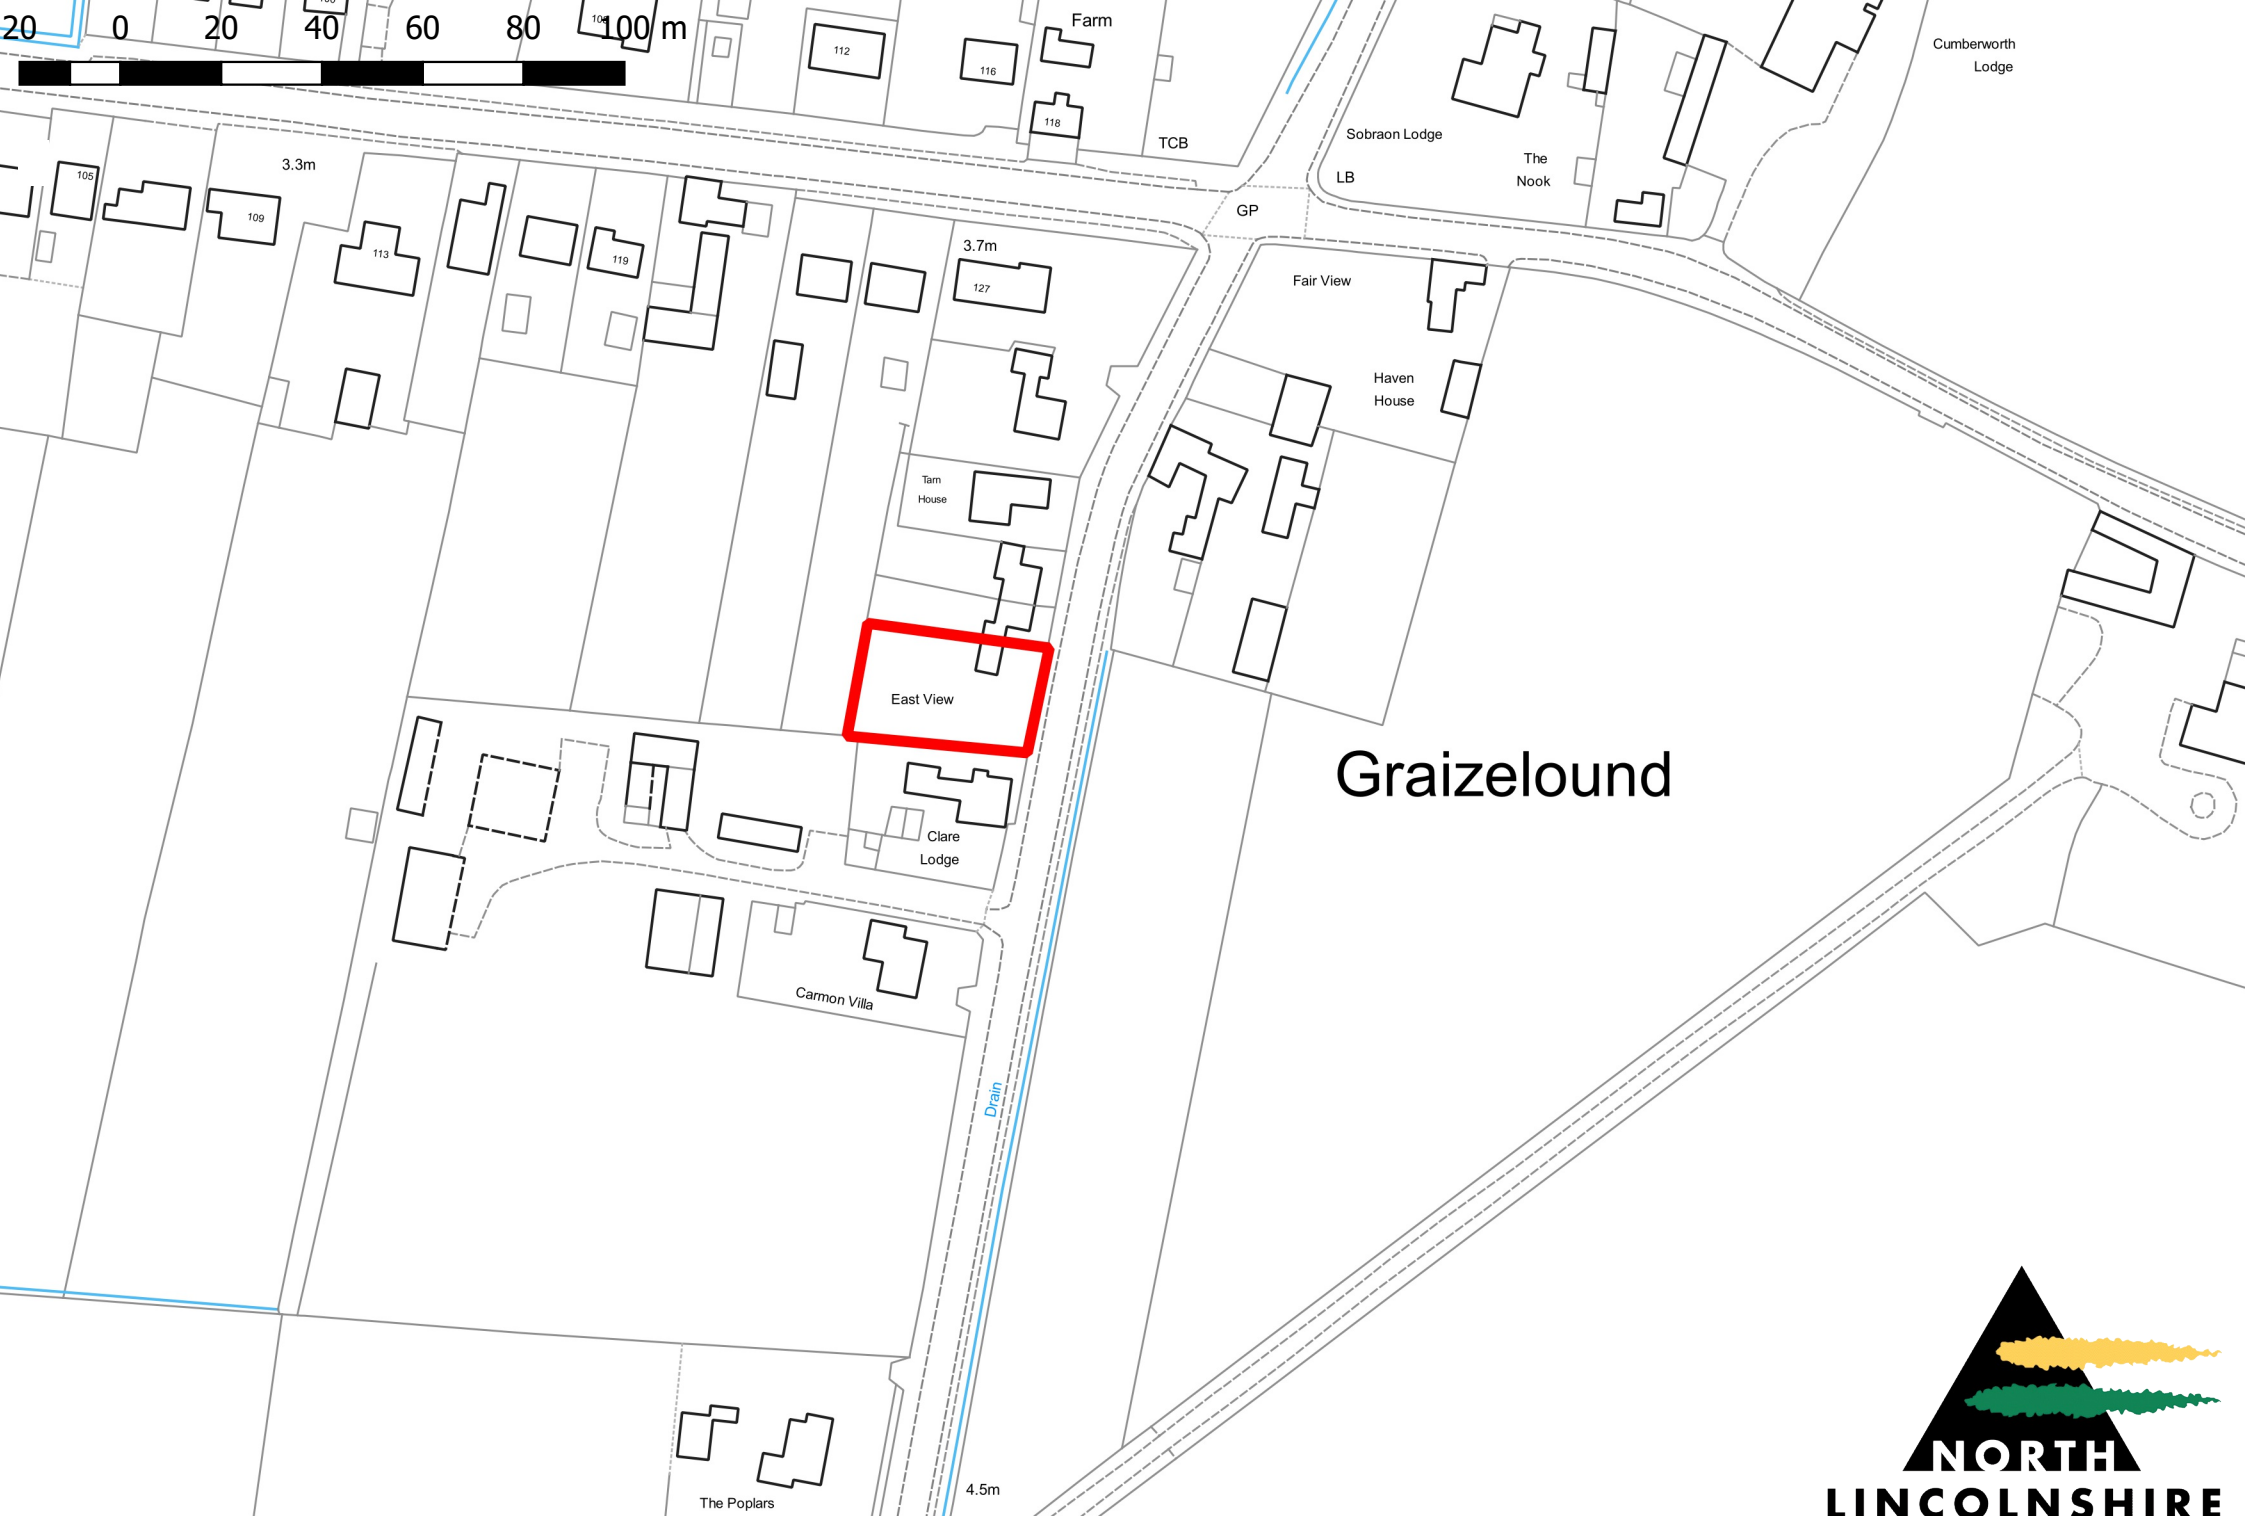 20 0 20 40 60 80 100 m
Farm
112
116
118
TCB
Cumberworth
Lodge
Sobraon Lodge
The
Nook
LB
GP
105
3.3m
109
113
119
3.7m
127
Fair View
Haven
House
Tarn
House
East View
Graizelound
Clare
Lodge
Carmon Villa
Drain
The Poplars
4.5m
NORTH
LINCOLNSHIRE